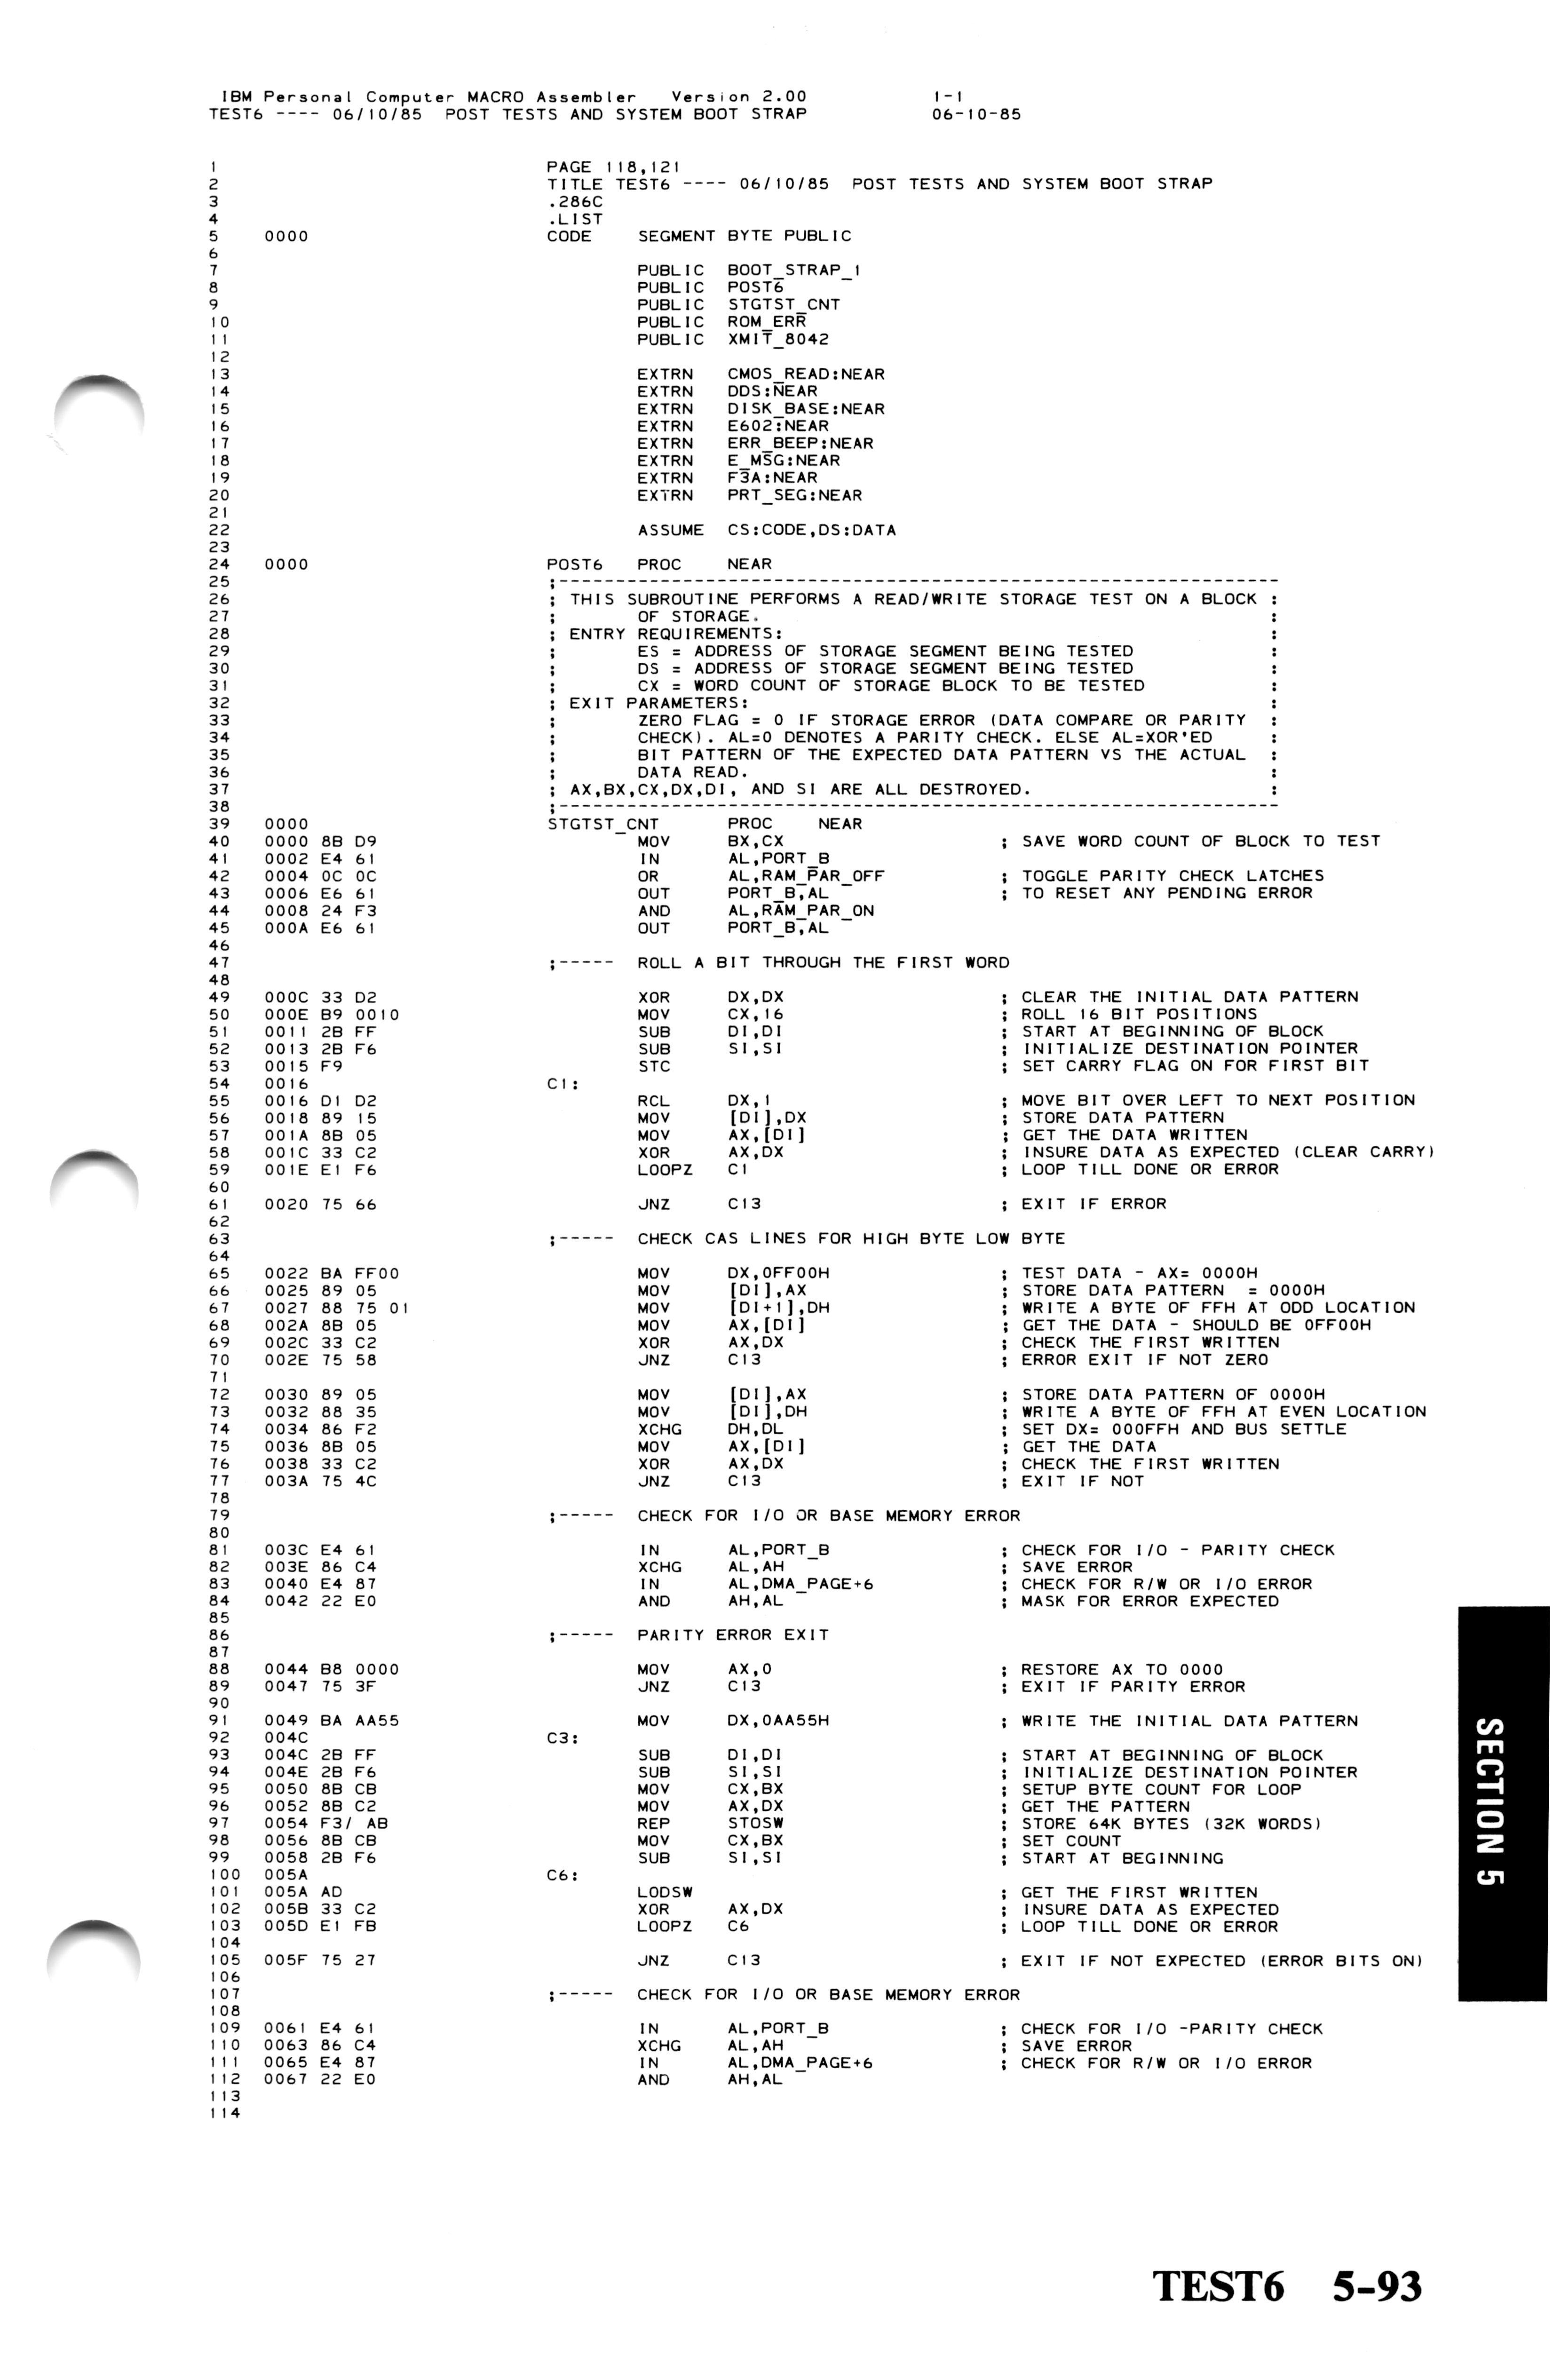 IBM Personal Computer MACRO Assembler   Version 2.00             1-1
TEST6 ---- 06/10/85  POST TESTS AND SYSTEM BOOT STRAP            06-10-85
1                             PAGE 118,121
2                             TITLE TEST6 ---- 06/10/85  POST TESTS AND SYSTEM BOOT STRAP
3                             .286C
4                             .LIST
5    0000                     CODE    SEGMENT BYTE PUBLIC
6
7                                     PUBLIC  BOOT_STRAP_1
8                                     PUBLIC  POST6
9                                     PUBLIC  STGTST_CNT
10                                    PUBLIC  ROM_ERR
11                                    PUBLIC  XMIT_8042
12
13                                    EXTRN   CMOS_READ:NEAR
14                                    EXTRN   DDS:NEAR
15                                    EXTRN   DISK_BASE:NEAR
16                                    EXTRN   E602:NEAR
17                                    EXTRN   ERR_BEEP:NEAR
18                                    EXTRN   E_MSG:NEAR
19                                    EXTRN   F3A:NEAR
20                                    EXTRN   PRT_SEG:NEAR
21
22                                    ASSUME  CS:CODE,DS:DATA
23
24   0000                     POST6   PROC    NEAR
25                            ;----------------------------------------------------------------
26                            ; THIS SUBROUTINE PERFORMS A READ/WRITE STORAGE TEST ON A BLOCK :
27                            ;       OF STORAGE.                                             :
28                            ; ENTRY REQUIREMENTS:                                           :
29                            ;       ES = ADDRESS OF STORAGE SEGMENT BEING TESTED            :
30                            ;       DS = ADDRESS OF STORAGE SEGMENT BEING TESTED            :
31                            ;       CX = WORD COUNT OF STORAGE BLOCK TO BE TESTED           :
32                            ; EXIT PARAMETERS:                                              :
33                            ;       ZERO FLAG = 0 IF STORAGE ERROR (DATA COMPARE OR PARITY  :
34                            ;       CHECK). AL=0 DENOTES A PARITY CHECK. ELSE AL=XOR'ED     :
35                            ;       BIT PATTERN OF THE EXPECTED DATA PATTERN VS THE ACTUAL  :
36                            ;       DATA READ.                                              :
37                            ; AX,BX,CX,DX,DI, AND SI ARE ALL DESTROYED.                     :
38                            ;----------------------------------------------------------------
39   0000                     STGTST_CNT      PROC    NEAR
40   0000 8B D9                       MOV     BX,CX                   ; SAVE WORD COUNT OF BLOCK TO TEST
41   0002 E4 61                       IN      AL,PORT_B
42   0004 0C 0C                       OR      AL,RAM_PAR_OFF          ; TOGGLE PARITY CHECK LATCHES
43   0006 E6 61                       OUT     PORT_B,AL               ; TO RESET ANY PENDING ERROR
44   0008 24 F3                       AND     AL,RAM_PAR_ON
45   000A E6 61                       OUT     PORT_B,AL
46
47                            ;-----  ROLL A BIT THROUGH THE FIRST WORD
48
49   000C 33 D2                       XOR     DX,DX                   ; CLEAR THE INITIAL DATA PATTERN
50   000E B9 0010                     MOV     CX,16                   ; ROLL 16 BIT POSITIONS
51   0011 2B FF                       SUB     DI,DI                   ; START AT BEGINNING OF BLOCK
52   0013 2B F6                       SUB     SI,SI                   ; INITIALIZE DESTINATION POINTER
53   0015 F9                          STC                             ; SET CARRY FLAG ON FOR FIRST BIT
54   0016                     C1:
55   0016 D1 D2                       RCL     DX,1                    ; MOVE BIT OVER LEFT TO NEXT POSITION
56   0018 89 15                       MOV     [DI],DX                 ; STORE DATA PATTERN
57   001A 8B 05                       MOV     AX,[DI]                 ; GET THE DATA WRITTEN
58   001C 33 C2                       XOR     AX,DX                   ; INSURE DATA AS EXPECTED (CLEAR CARRY)
59   001E E1 F6                       LOOPZ   C1                      ; LOOP TILL DONE OR ERROR
60
61   0020 75 66                       JNZ     C13                     ; EXIT IF ERROR
62
63                            ;-----  CHECK CAS LINES FOR HIGH BYTE LOW BYTE
64
65   0022 BA FF00                     MOV     DX,0FF00H               ; TEST DATA - AX= 0000H
66   0025 89 05                       MOV     [DI],AX                 ; STORE DATA PATTERN  = 0000H
67   0027 88 75 01                    MOV     [DI+1],DH               ; WRITE A BYTE OF FFH AT ODD LOCATION
68   002A 8B 05                       MOV     AX,[DI]                 ; GET THE DATA - SHOULD BE 0FF00H
69   002C 33 C2                       XOR     AX,DX                   ; CHECK THE FIRST WRITTEN
70   002E 75 58                       JNZ     C13                     ; ERROR EXIT IF NOT ZERO
71
72   0030 89 05                       MOV     [DI],AX                 ; STORE DATA PATTERN OF 0000H
73   0032 88 35                       MOV     [DI],DH                 ; WRITE A BYTE OF FFH AT EVEN LOCATION
74   0034 86 F2                       XCHG    DH,DL                   ; SET DX= 000FFH AND BUS SETTLE
75   0036 8B 05                       MOV     AX,[DI]                 ; GET THE DATA
76   0038 33 C2                       XOR     AX,DX                   ; CHECK THE FIRST WRITTEN
77   003A 75 4C                       JNZ     C13                     ; EXIT IF NOT
78
79                            ;-----  CHECK FOR I/O OR BASE MEMORY ERROR
80
81   003C E4 61                       IN      AL,PORT_B               ; CHECK FOR I/O - PARITY CHECK
82   003E 86 C4                       XCHG    AL,AH                   ; SAVE ERROR
83   0040 E4 87                       IN      AL,DMA_PAGE+6           ; CHECK FOR R/W OR I/O ERROR
84   0042 22 E0                       AND     AH,AL                   ; MASK FOR ERROR EXPECTED
85
86                            ;-----  PARITY ERROR EXIT
87
88   0044 B8 0000                     MOV     AX,0                    ; RESTORE AX TO 0000
89   0047 75 3F                       JNZ     C13                     ; EXIT IF PARITY ERROR
90
91   0049 BA AA55                     MOV     DX,0AA55H               ; WRITE THE INITIAL DATA PATTERN
92   004C                     C3:
93   004C 2B FF                       SUB     DI,DI                   ; START AT BEGINNING OF BLOCK
94   004E 2B F6                       SUB     SI,SI                   ; INITIALIZE DESTINATION POINTER
95   0050 8B CB                       MOV     CX,BX                   ; SETUP BYTE COUNT FOR LOOP
96   0052 8B C2                       MOV     AX,DX                   ; GET THE PATTERN
97   0054 F3/ AB                      REP     STOSW                   ; STORE 64K BYTES (32K WORDS)
98   0056 8B CB                       MOV     CX,BX                   ; SET COUNT
99   0058 2B F6                       SUB     SI,SI                   ; START AT BEGINNING
100  005A                     C6:
101  005A AD                          LODSW                           ; GET THE FIRST WRITTEN
102  005B 33 C2                       XOR     AX,DX                   ; INSURE DATA AS EXPECTED
103  005D E1 FB                       LOOPZ   C6                      ; LOOP TILL DONE OR ERROR
104
105  005F 75 27                       JNZ     C13                     ; EXIT IF NOT EXPECTED (ERROR BITS ON)
106
107                           ;-----  CHECK FOR I/O OR BASE MEMORY ERROR
108
109  0061 E4 61                       IN      AL,PORT_B               ; CHECK FOR I/O -PARITY CHECK
110  0063 86 C4                       XCHG    AL,AH                   ; SAVE ERROR
111  0065 E4 87                       IN      AL,DMA_PAGE+6           ; CHECK FOR R/W OR I/O ERROR
112  0067 22 E0                       AND     AH,AL
113
114
SECTION 5
TEST6   5-93